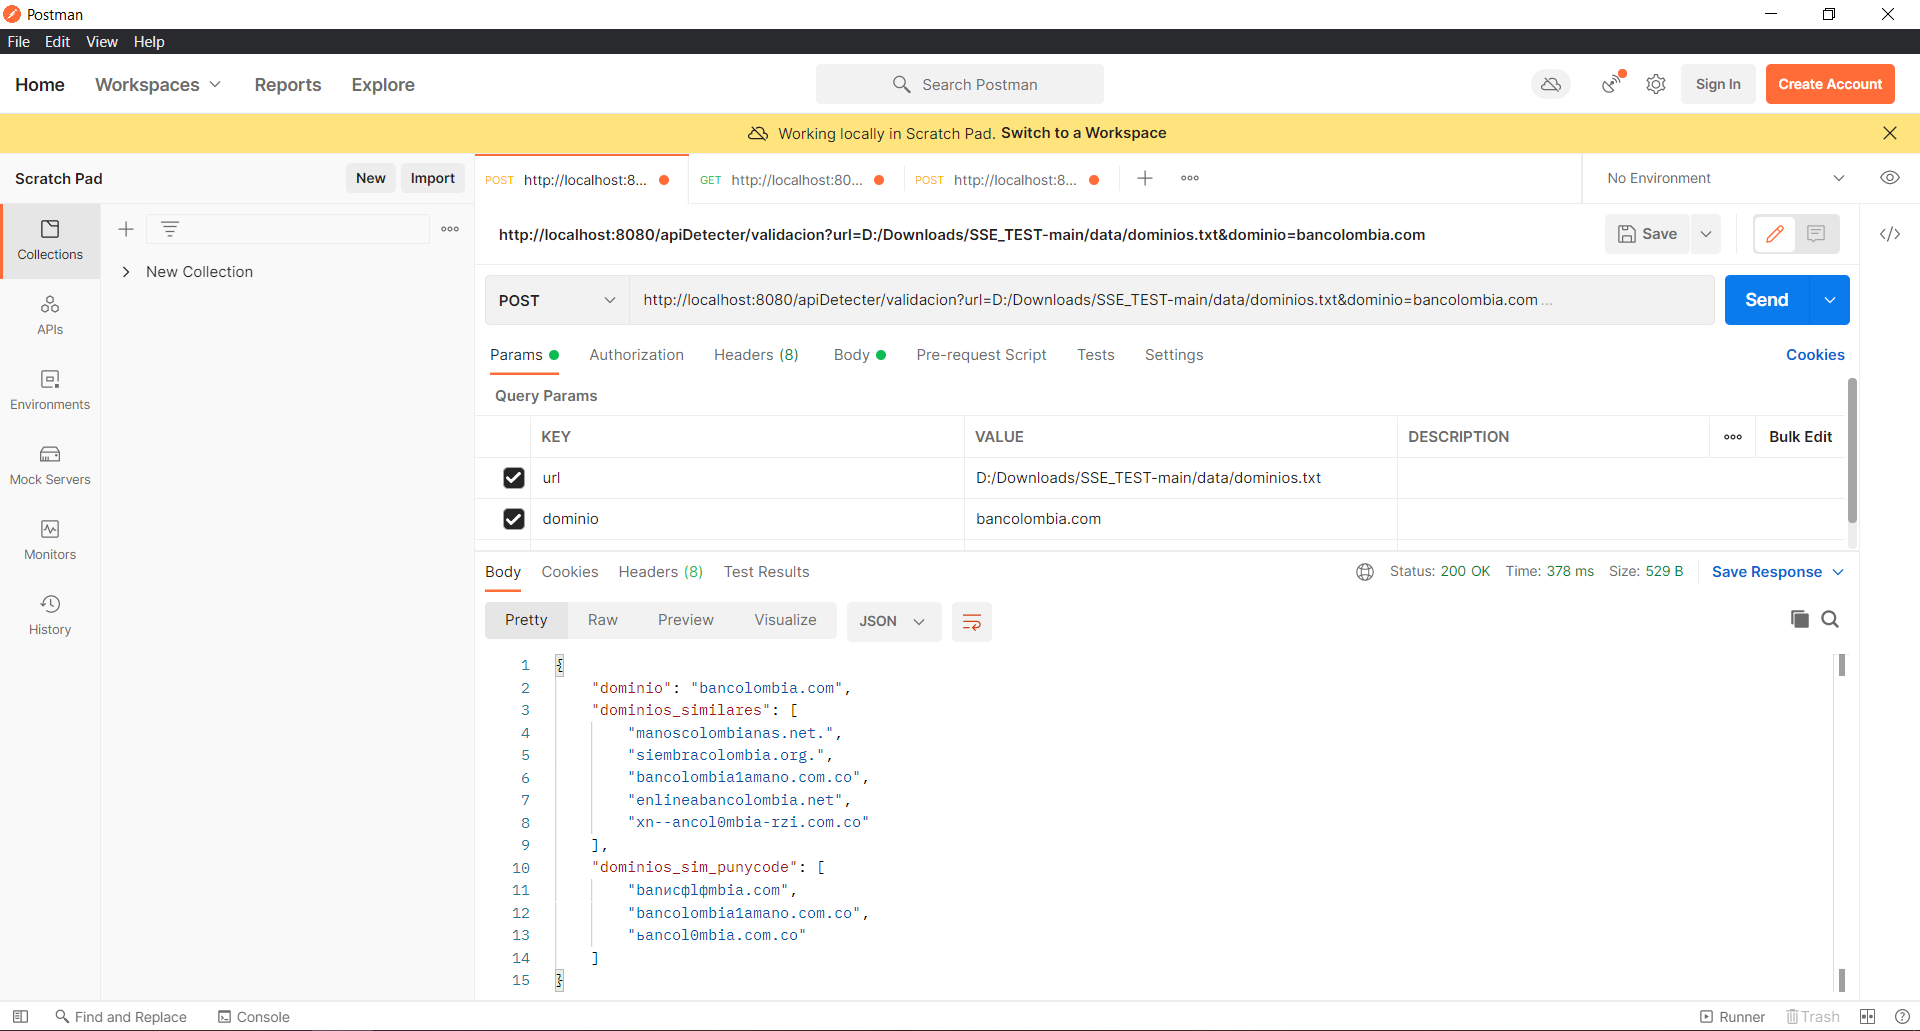 Postman
File Edit View Help
Home Workspaces Reports Explore Search Postman Sign In Create Account
Working locally in Scratch Pad. Switch to a Workspace
Scratch Pad New Import
POST http://localhost:8... GET http://localhost:80... POST http://localhost:8...
No Environment
Collections
New Collection
http://localhost:8080/apiDetecter/validacion?url=D:/Downloads/SSE_TEST-main/data/dominios.txt&dominio=bancolombia.com
Save
APIs
POST http://localhost:8080/apiDetecter/validacion?url=D:/Downloads/SSE_TEST-main/data/dominios.txt&dominio=bancolombia.com ...
Send
Params Authorization Headers (8) Body Pre-request Script Tests Settings Cookies
Environments
Query Params
KEY VALUE DESCRIPTION Bulk Edit
Mock Servers
url D:/Downloads/SSE_TEST-main/data/dominios.txt
dominio bancolombia.com
Monitors
Body Cookies Headers (8) Test Results Status: 200 OK Time: 378 ms Size: 529 B Save Response
History
Pretty Raw Preview Visualize JSON
1 {
2 "dominio": "bancolombia.com",
3 "dominios_similares": [
4 "manoscolombianas.net.",
5 "siembracolombia.org.",
6 "bancolombia1amano.com.co",
7 "enlineabancolombia.net",
8 "xn--ancol0mbia-rzi.com.co"
9 ],
10 "dominios_sim_punycode": [
11 "banисфlфmbia.com",
12 "bancolombia1amano.com.co",
13 "ьancol0mbia.com.co"
14 ]
15 }
Find and Replace Console Runner Trash